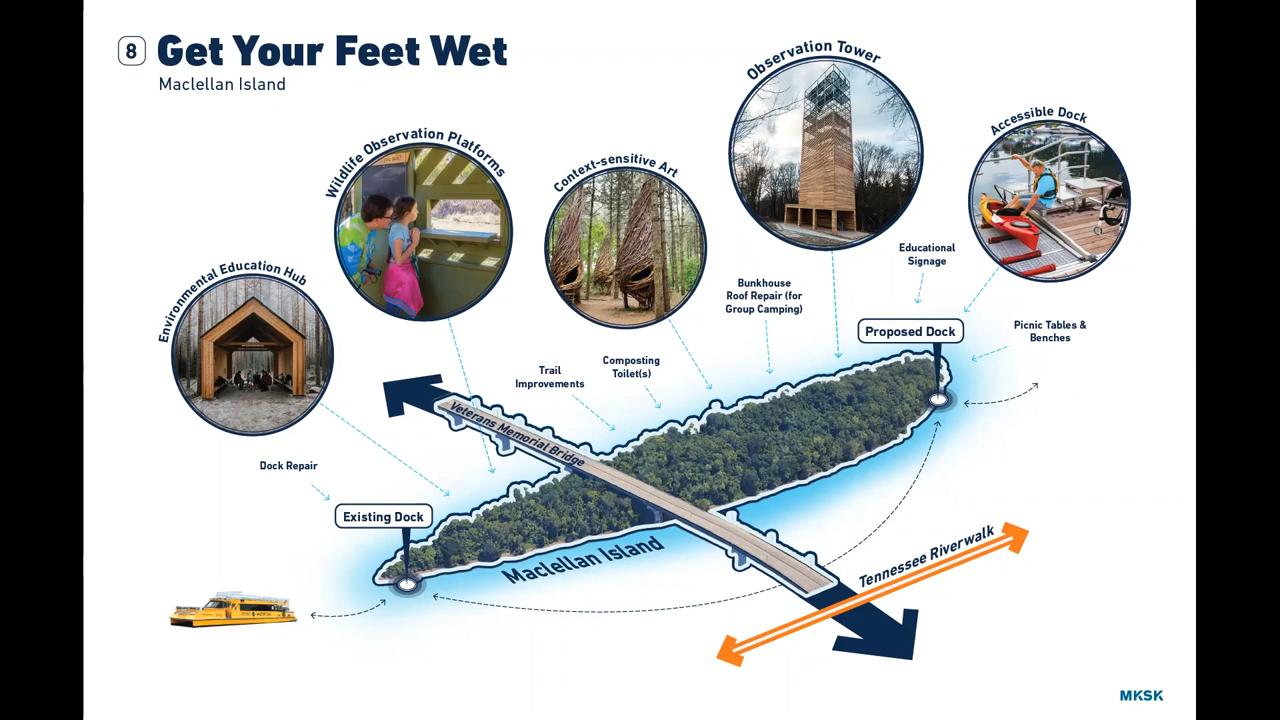 8 Get Your Feet Wet
Maclellan Island
Observation Tower
Accessible Dock
Wildlife Observation Platforms
Context-sensitive Art
Environmental Education Hub
Educational
Signage
Bunkhouse
Roof Repair (for
Group Camping)
Proposed Dock
Picnic Tables &
Benches
Composting
Toilet(s)
Trail
Improvements
Veterans Memorial Bridge
Dock Repair
Existing Dock
Maclellan Island
Tennessee Riverwalk
MKSK